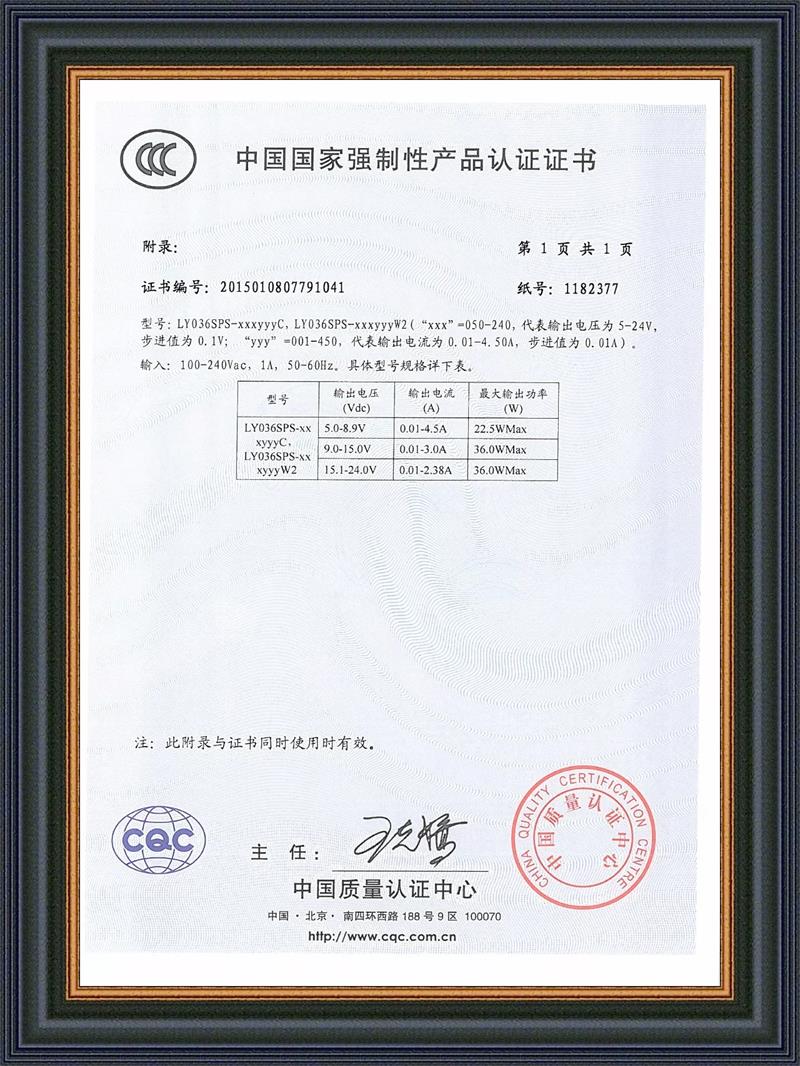 CCC
中国国家强制性产品认证证书
附录:
第 1 页 共 1 页
证书编号: 2015010807791041
纸号: 1182377
型号: LY036SPS-xxxyyyC, LY036SPS-xxxyyyW2(“xxx”=050-240, 代表输出电压为 5-24V,
步进值为 0.1V; “yyy”=001-450, 代表输出电流为 0.01-4.50A, 步进值为 0.01A)。
输入: 100-240Vac, 1A, 50-60Hz。具体型号规格详下表。
型号 输出电压 (Vdc) 输出电流 (A) 最大输出功率 (W)
LY036SPS-xx
xyyyC,
LY036SPS-xx
xyyyW2
5.0-8.9V 0.01-4.5A 22.5WMax
9.0-15.0V 0.01-3.0A 36.0WMax
15.1-24.0V 0.01-2.38A 36.0WMax
注: 此附录与证书同时使用时有效。
CQC
主 任:
中国质量认证中心
中国·北京·南四环西路 188 号 9 区 100070
http://www.cqc.com.cn
CHINA QUALITY CERTIFICATION CENTRE
中国质量认证中心